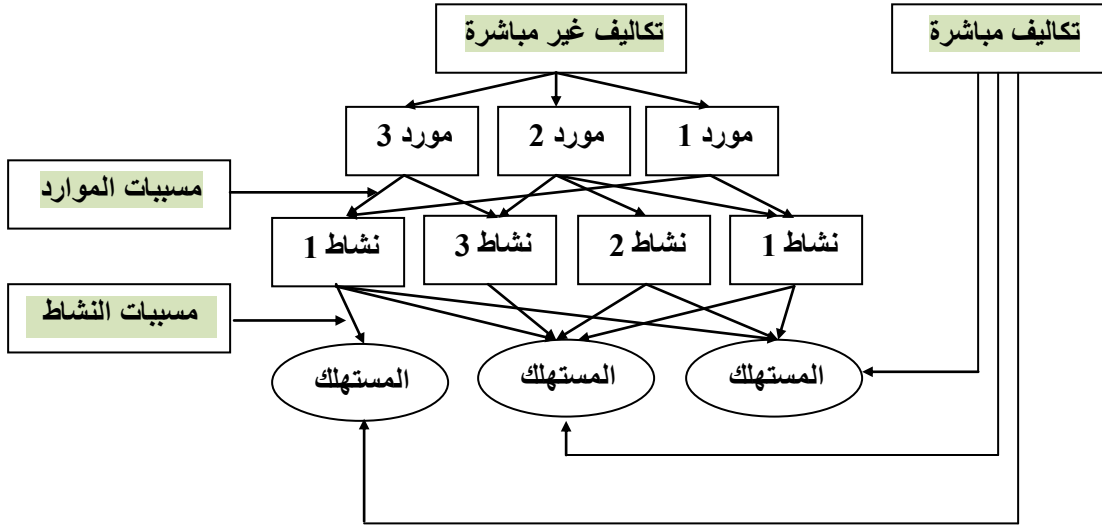 تكاليف مباشرة
تكاليف غير مباشرة
مورد 1
مورد 2
مورد 3
مسببات الموارد
نشاط 1
نشاط 2
نشاط 3
نشاط 1
مسببات النشاط
المستهلك
المستهلك
المستهلك